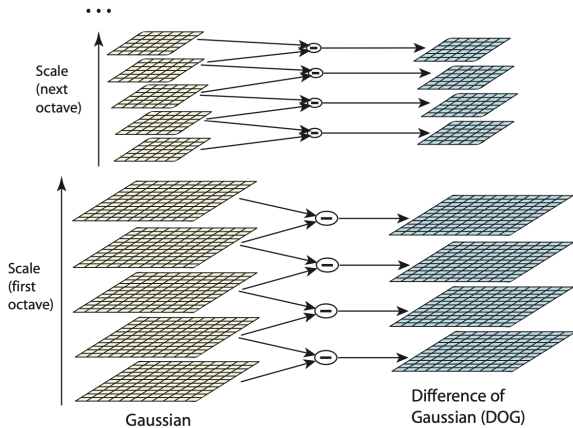 ...
Scale
(next
octave)
Scale
(first
octave)
Gaussian
Difference of
Gaussian (DOG)